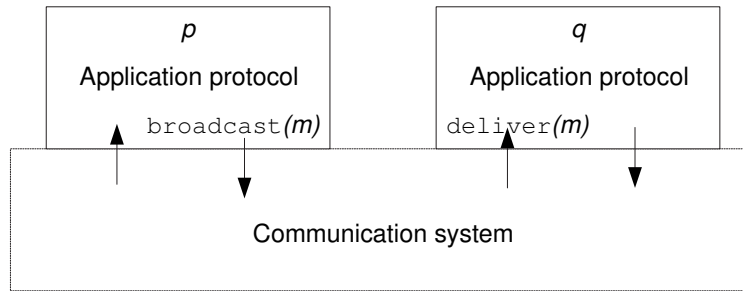 p
q
Application protocol
Application protocol
broadcast(m)
deliver(m)
Communication system